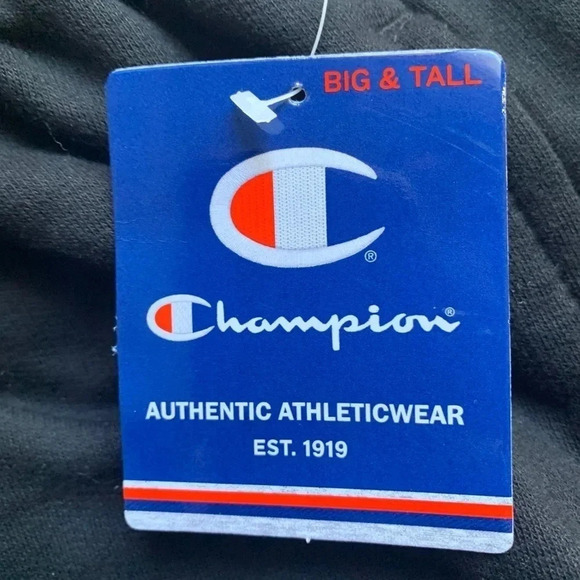 BIG & TALL
®
Champion®
AUTHENTIC ATHLETICWEAR
EST. 1919